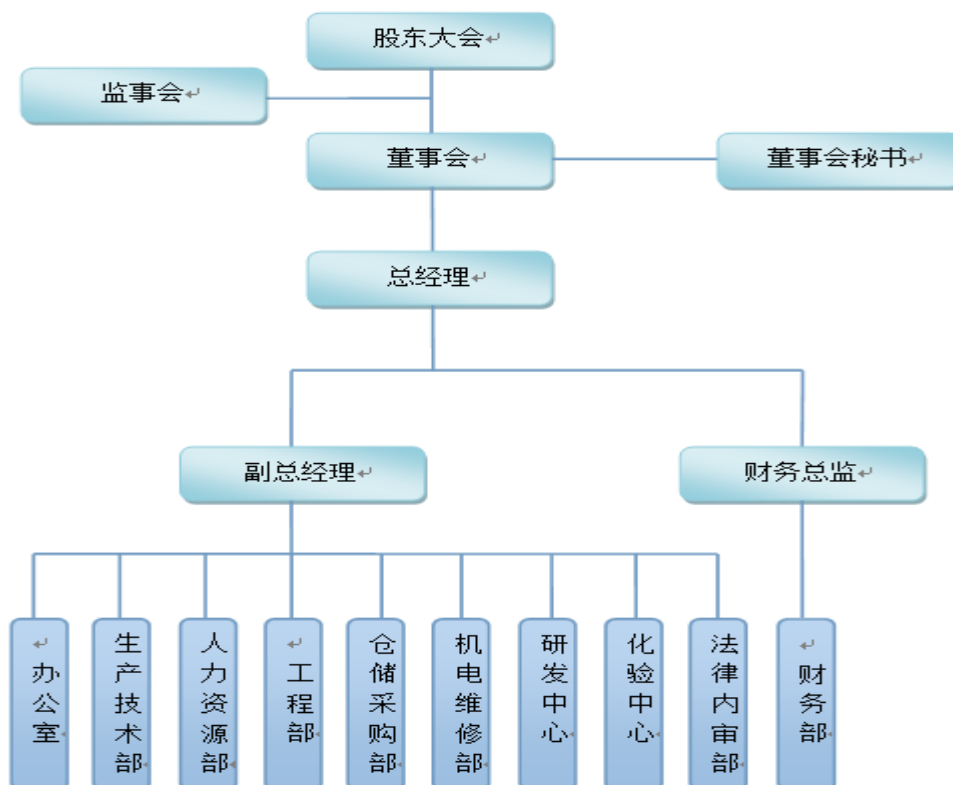 股东大会
监事会
董事会
董事会秘书
总经理
副总经理
财务总监
办公室
生产技术部
人力资源部
工程部
仓储采购部
机电维修部
研发中心
化验中心
法律内审部
财务部